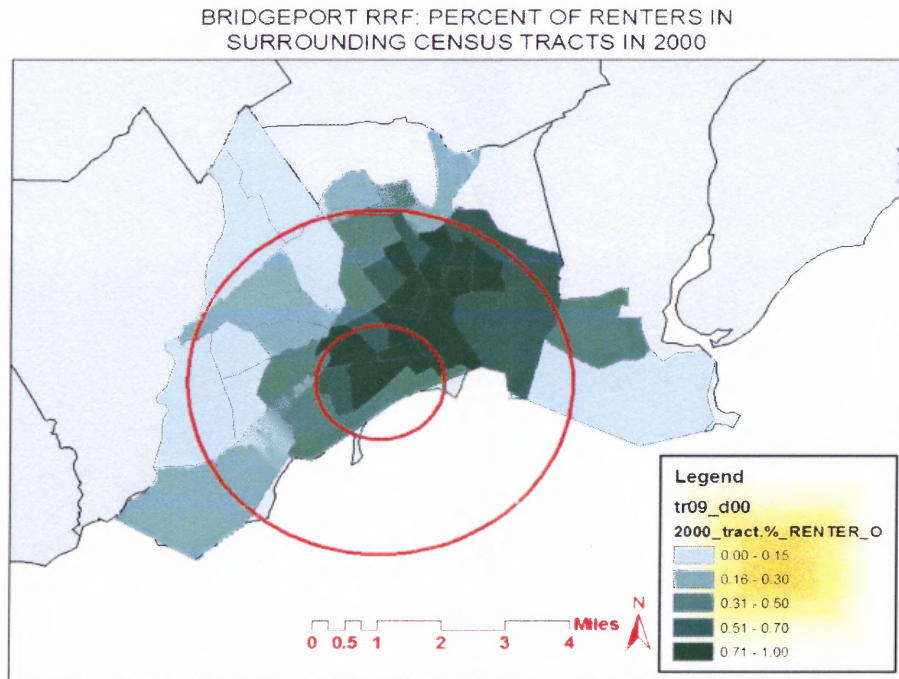 BRIDGEPORT RRF: PERCENT OF RENTERS IN
SURROUNDING CENSUS TRACTS IN 2000
Legend
tr09_d00
2000_tract.%_RENTER_O
0.00 - 0.15
0.16 - 0.30
0.31 - 0.50
0.51 - 0.70
0.71 - 1.00
N
Miles
0 0.5 1 2 3 4